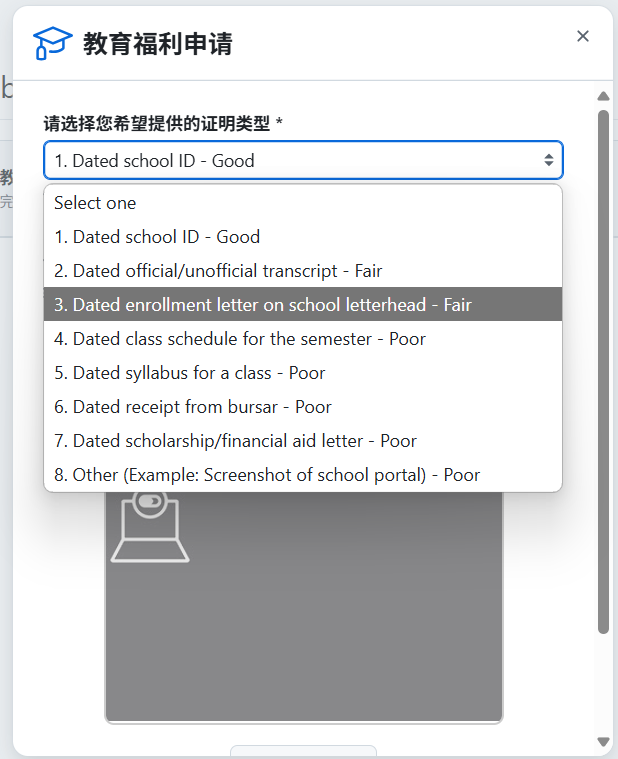 教育福利申请
请选择您希望提供的证明类型 *
1. Dated school ID - Good
Select one
1. Dated school ID - Good
2. Dated official/unofficial transcript - Fair
3. Dated enrollment letter on school letterhead - Fair
4. Dated class schedule for the semester - Poor
5. Dated syllabus for a class - Poor
6. Dated receipt from bursar - Poor
7. Dated scholarship/financial aid letter - Poor
8. Other (Example: Screenshot of school portal) - Poor